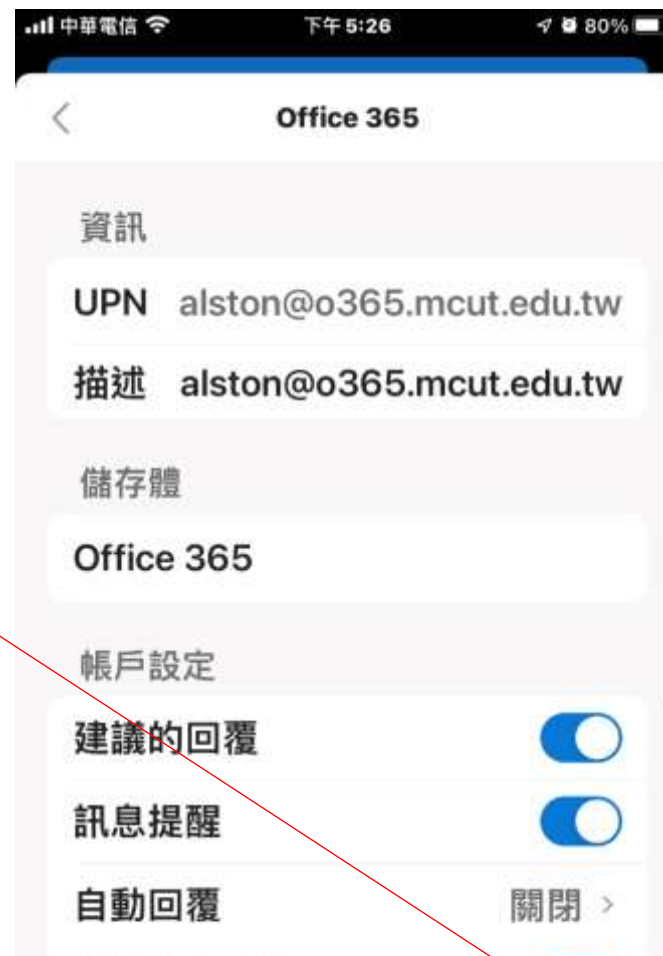 中華電信 下午 5:26 80%
Office 365
資訊
UPN alston@o365.mcut.edu.tw
描述 alston@o365.mcut.edu.tw
儲存體
Office 365
帳戶設定
建議的回覆
訊息提醒
自動回覆 關閉